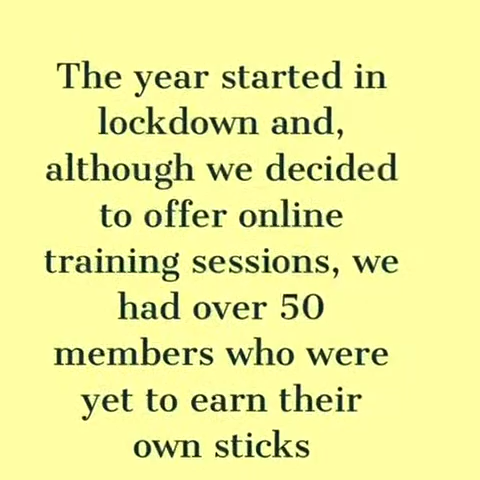 The year started in
lockdown and,
although we decided
to offer online
training sessions, we
had over 50
members who were
yet to earn their
own sticks